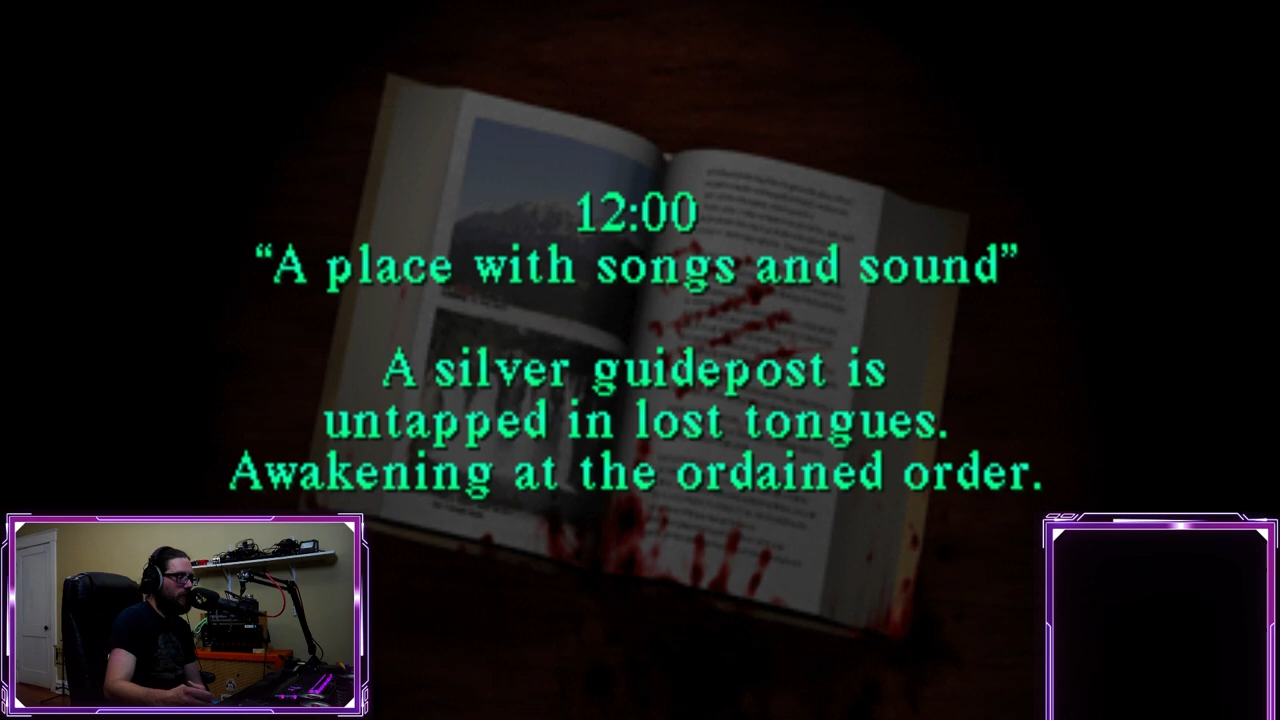 12:00
“A place with songs and sound”
A silver guidepost is
untapped in lost tongues.
Awakening at the ordained order.